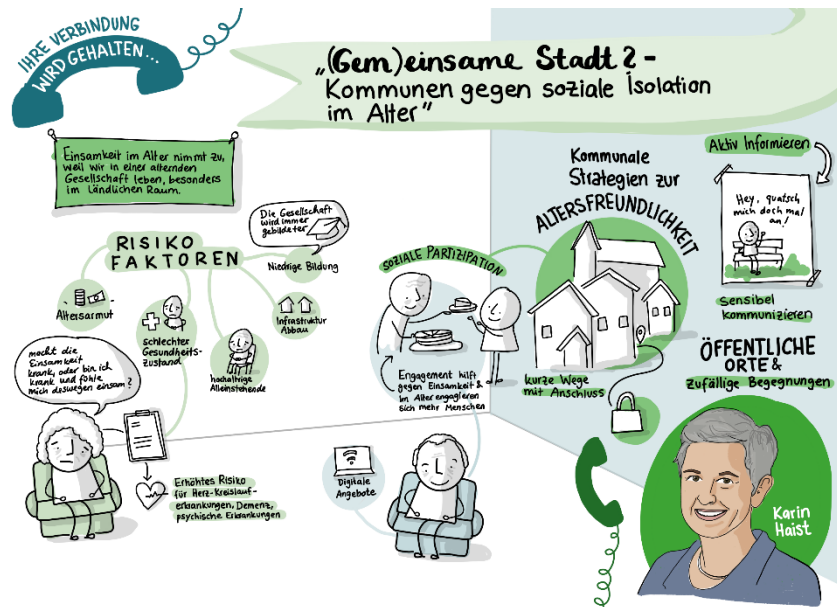 IHRE VERBINDUNG
WIRD GEHALTEN...
„(Gem)einsame Stadt? –
Kommunen gegen soziale Isolation
im Alter"
Einsamkeit im Alter nimmt zu,
weil wir in einer alternden
Gesellschaft leben, besonders
im Ländlichen Raum.
RISIKO
FAKTOREN
Die Gesellschaft
wird immer
gebildeter
Niedrige Bildung
- Altersarmut -
schlechter
Gesundheits-
zustand
hochaltrige
Alleinstehende
Infrastruktur
Abbau
macht die
Einsamkeit
krank, oder bin ich
krank und fühle
mich deswegen einsam?
Erhöhtes Risiko
für Herz-Kreislauf-
erkrankungen, Demenz,
psychische Erkrankungen
SOZIALE PARTIZIPATION
Engagement hilft
gegen Einsamkeit &
im Alter engagieren
sich mehr Menschen
Digitale
Angebote
Kommunale
Strategien zur
ALTERSFREUNDLICHKEIT
kurze Wege
mit Anschluss
Aktiv Informieren
Hey, quatsch
mich doch mal
an!
Sensibel
kommunizieren
ÖFFENTLICHE
ORTE &
zufällige Begegnungen
Karin
Haist